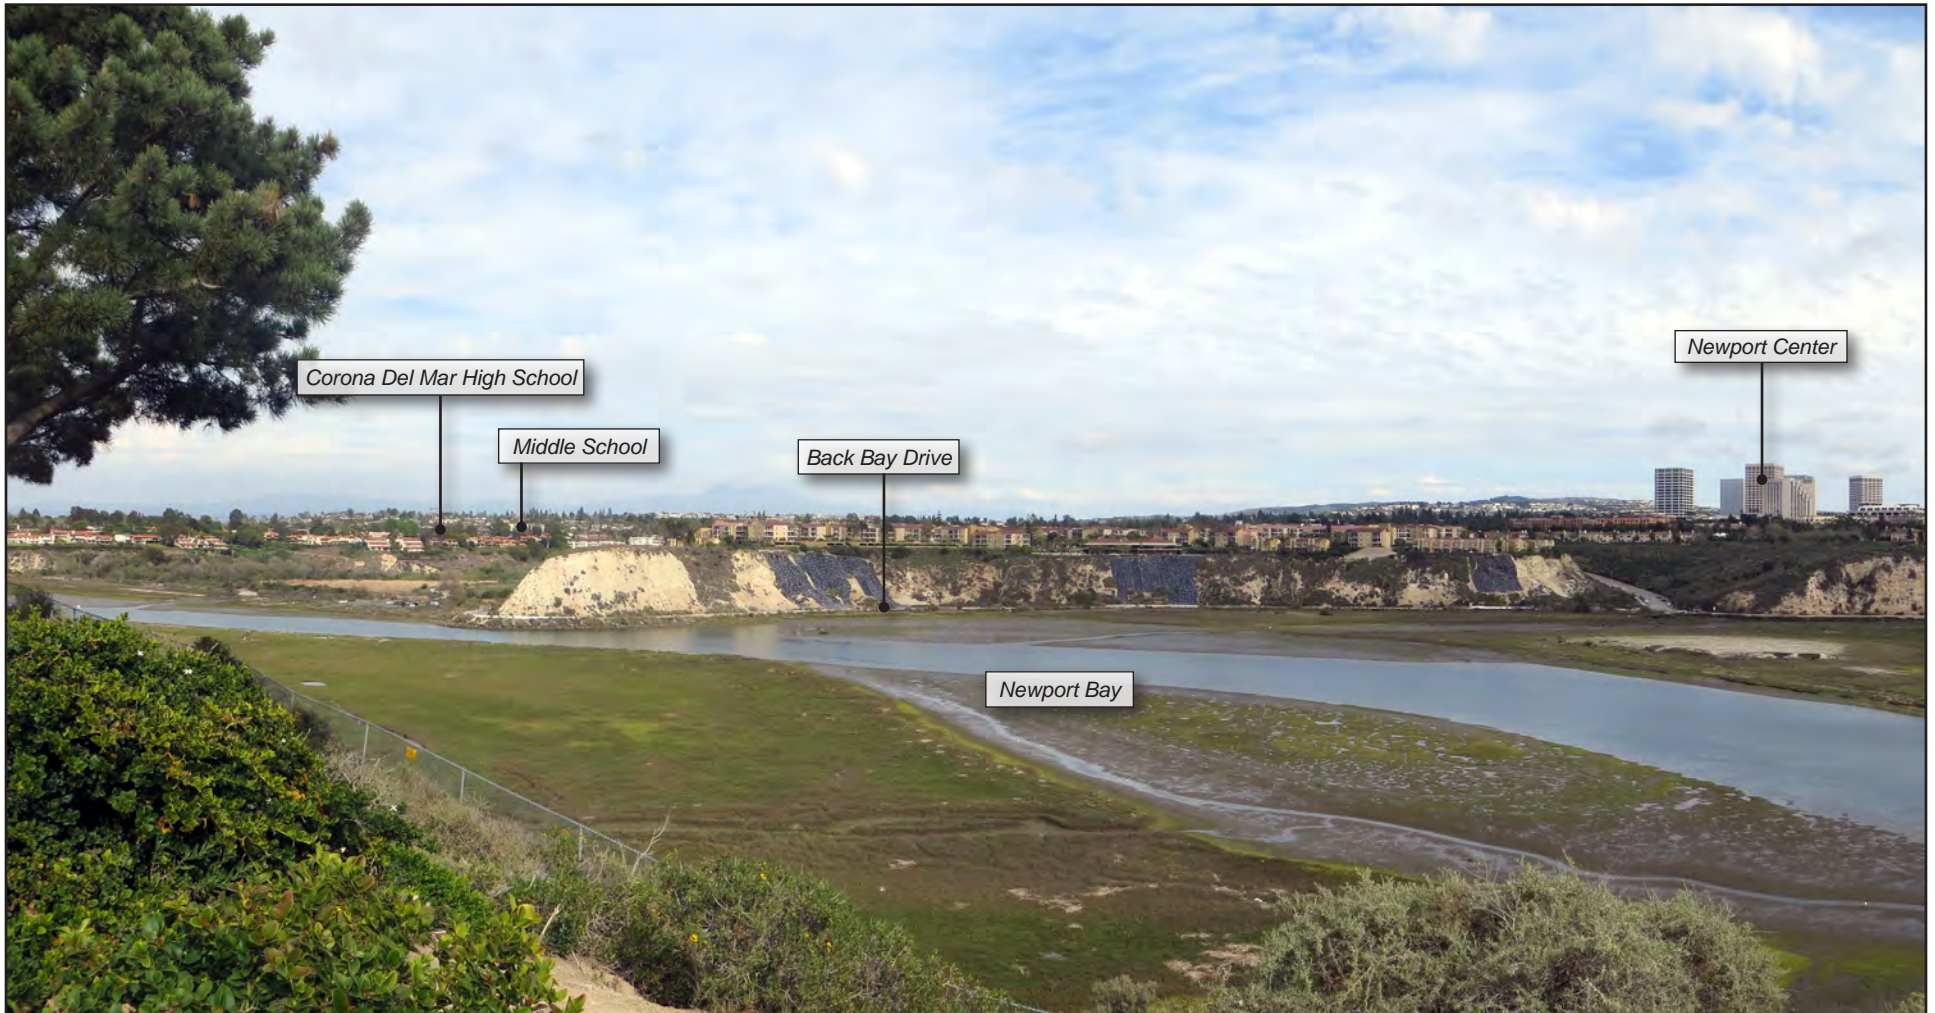 Newport Center
Corona Del Mar High School
Middle School
Back Bay Drive
Newport Bay